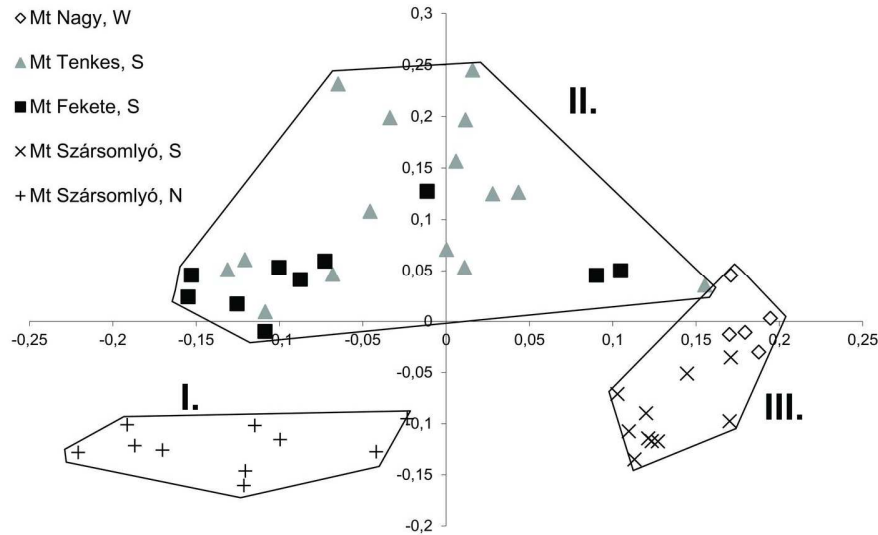 Mt Nagy, W
Mt Tenkes, S
Mt Fekete, S
Mt Szársomlyó, S
Mt Szársomlyó, N
0,3
0,25
0,2
0,15
0,1
0,05
0
-0,05
-0,1
-0,15
-0,2
-0,25
-0,2
-0,15
-0,1
-0,05
0,05
0,1
0,15
0,2
0,25
II.
I.
III.